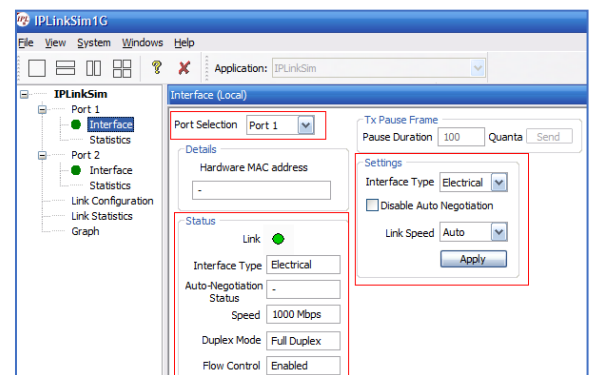 IPLinkSim1G
File View System Windows Help
Application: IPLinkSim
IPLinkSim
Port 1
Interface
Statistics
Port 2
Interface
Statistics
Link Configuration
Link Statistics
Graph
Interface (Local)
Port Selection Port 1
Details
Hardware MAC address
-
Status
Link
Interface Type Electrical
Auto-Negotiation Status -
Speed 1000 Mbps
Duplex Mode Full Duplex
Flow Control Enabled
Tx Pause Frame
Pause Duration 100 Quanta Send
Settings
Interface Type Electrical
Disable Auto Negotiation
Link Speed Auto
Apply